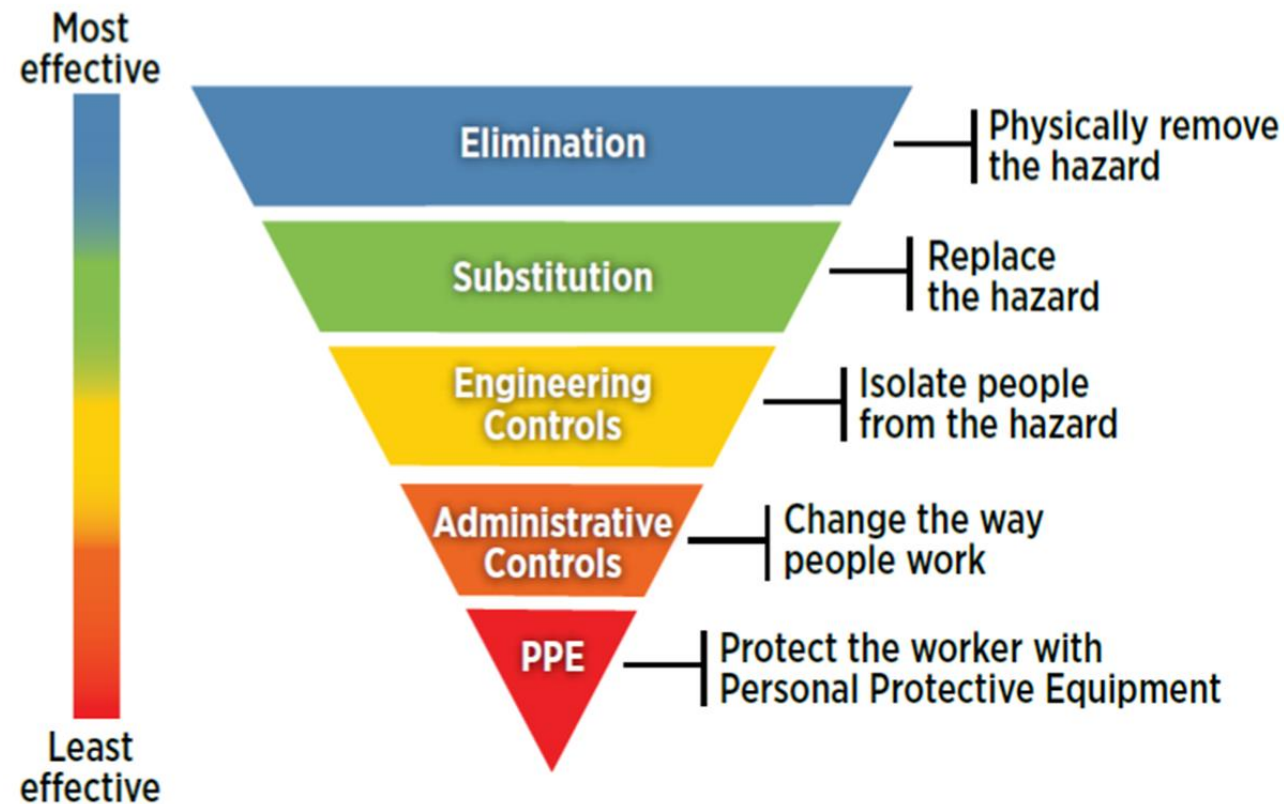 Most
effective
Elimination
Physically remove
the hazard
Substitution
Replace
the hazard
Engineering
Controls
Isolate people
from the hazard
Administrative
Controls
Change the way
people work
PPE
Protect the worker with
Personal Protective Equipment
Least
effective